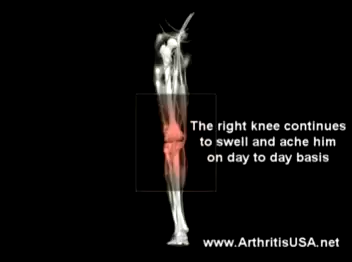 The right knee continues
to swell and ache him
on day to day basis
www.ArthritisUSA.net